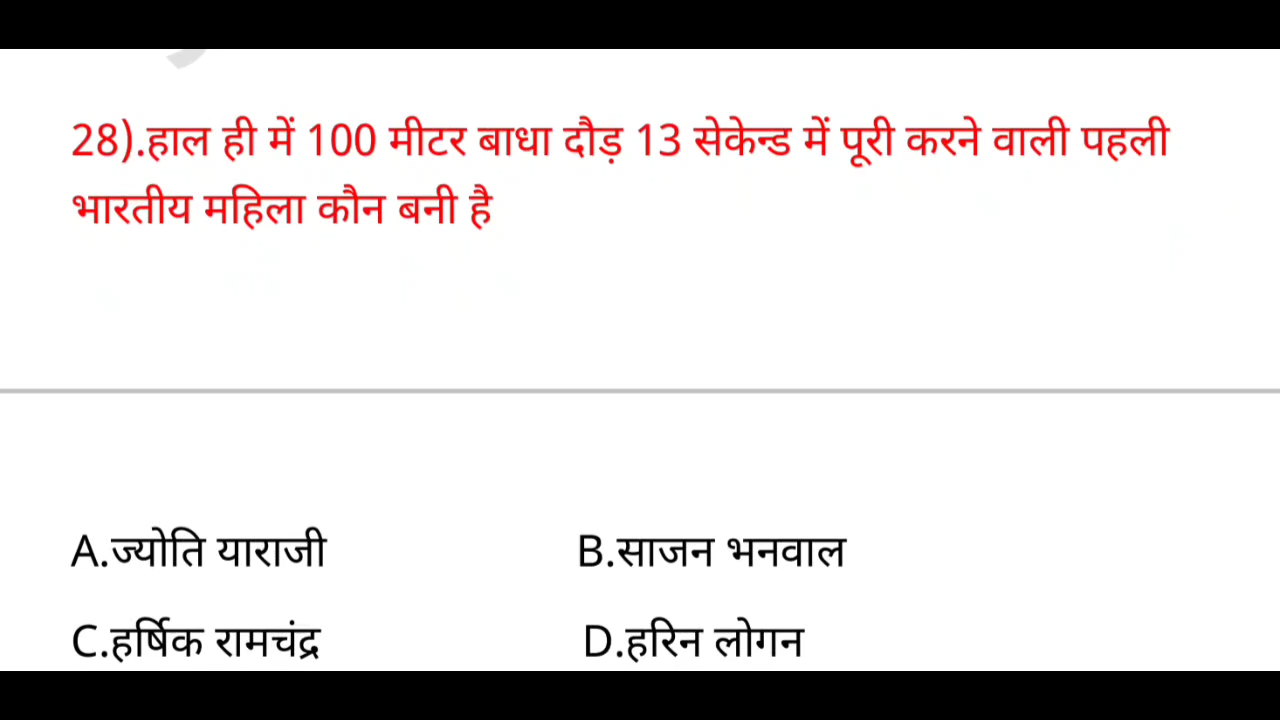 28).हाल ही में 100 मीटर बाधा दौड़ 13 सेकेन्ड में पूरी करने वाली पहली
भारतीय महिला कौन बनी है
A.ज्योति याराजी B.साजन भनवाल
C.हर्षिक रामचंद्र D.हरिन लोगन